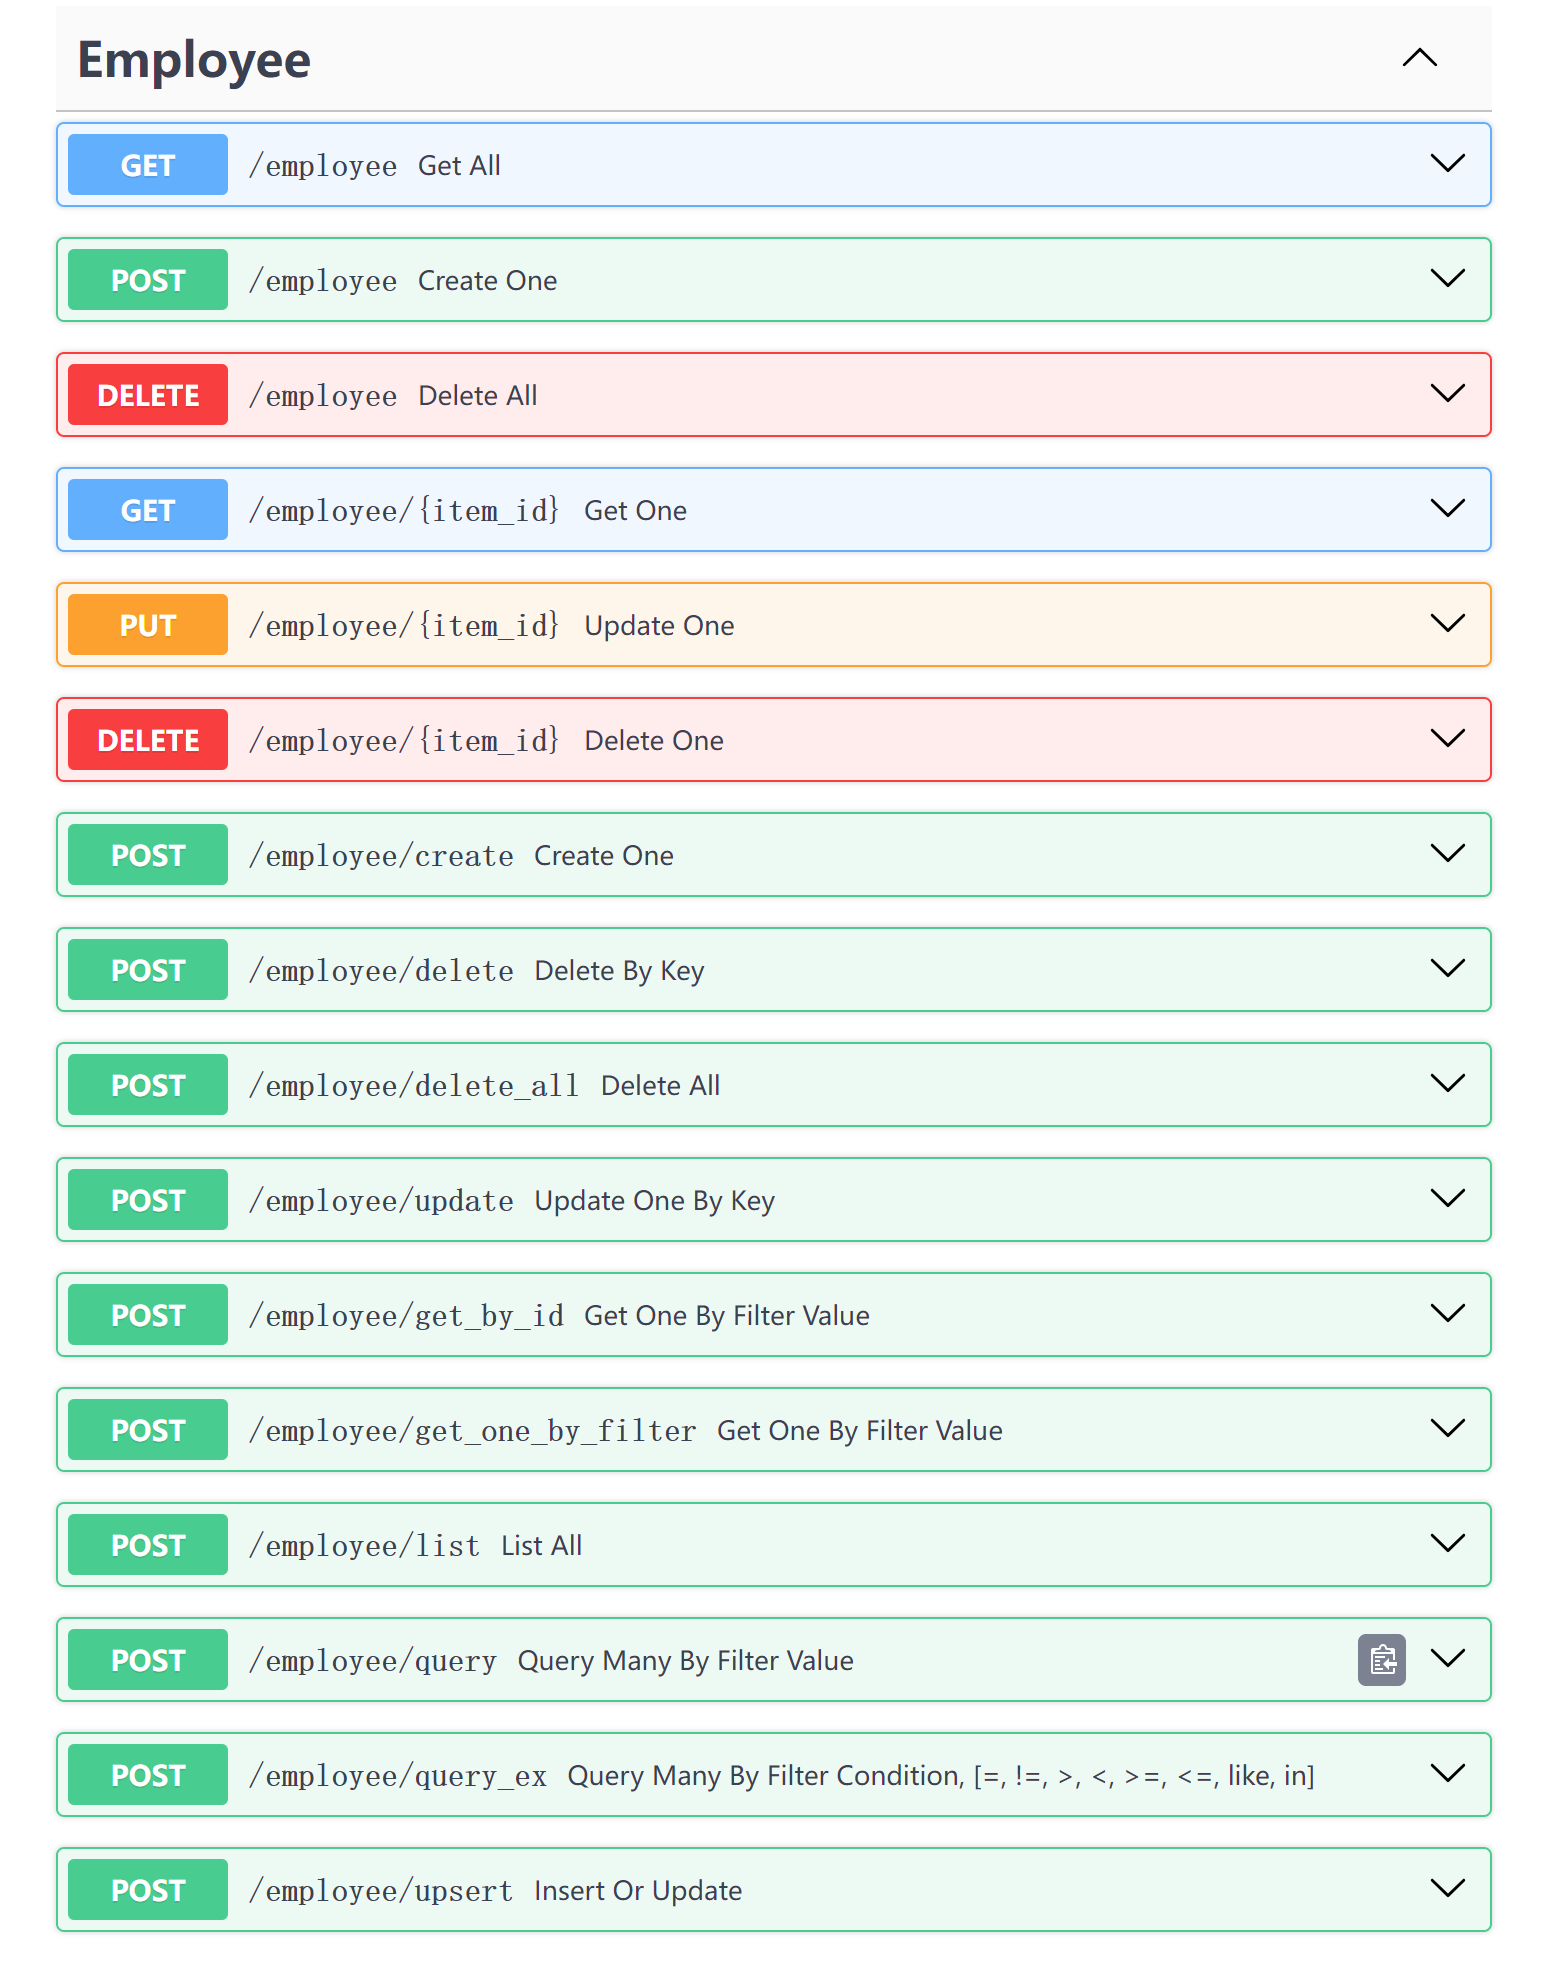 Employee
GET /employee Get All
POST /employee Create One
DELETE /employee Delete All
GET /employee/{item_id} Get One
PUT /employee/{item_id} Update One
DELETE /employee/{item_id} Delete One
POST /employee/create Create One
POST /employee/delete Delete By Key
POST /employee/delete_all Delete All
POST /employee/update Update One By Key
POST /employee/get_by_id Get One By Filter Value
POST /employee/get_one_by_filter Get One By Filter Value
POST /employee/list List All
POST /employee/query Query Many By Filter Value
POST /employee/query_ex Query Many By Filter Condition, [=, !=, >, <, >=, <=, like, in]
POST /employee/upsert Insert Or Update